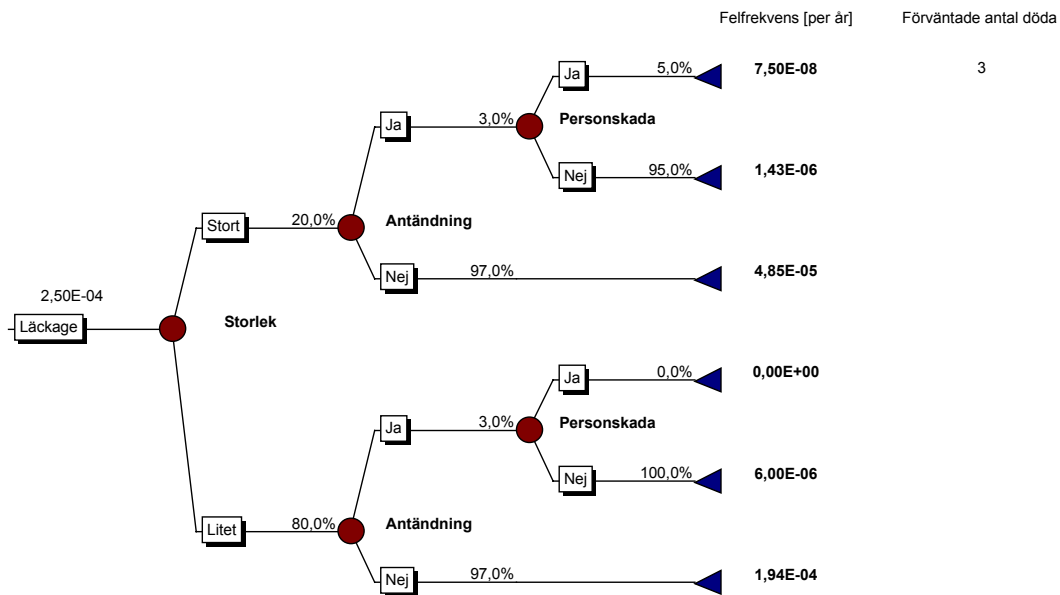 Felfrekvens [per år] Förväntade antal döda
Ja 5,0% 7,50E-08 3
Ja 3,0% Personskada
Nej 95,0% 1,43E-06
Stort 20,0% Antändning
Nej 97,0% 4,85E-05
2,50E-04
Läckage Storlek
Ja 0,0% 0,00E+00
Ja 3,0% Personskada
Nej 100,0% 6,00E-06
Litet 80,0% Antändning
Nej 97,0% 1,94E-04